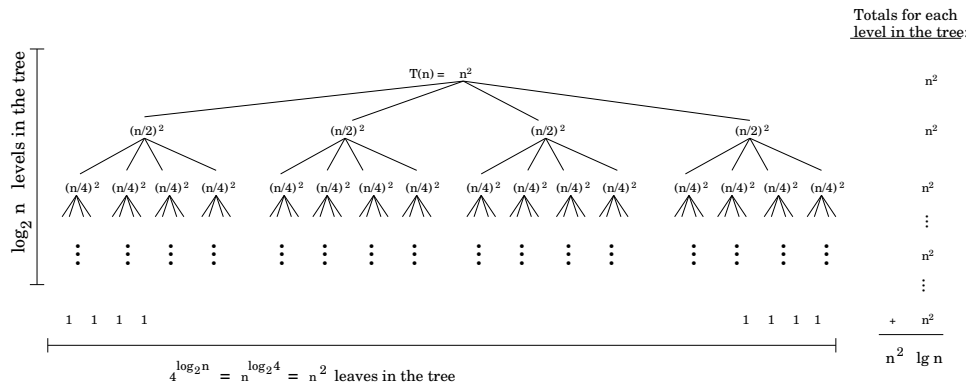 Totals for each
level in the tree:
log₂ n levels in the tree
T(n) = n² n²
(n/2)² (n/2)² (n/2)² (n/2)² n²
(n/4)² (n/4)² (n/4)² (n/4)² (n/4)² (n/4)² (n/4)² (n/4)² (n/4)² (n/4)² (n/4)² (n/4)² (n/4)² (n/4)² (n/4)² (n/4)² n²
n²
1 1 1 1 1 1 1 1 + n²
n² lg n
4^log₂n = n^log₂4 = n² leaves in the tree